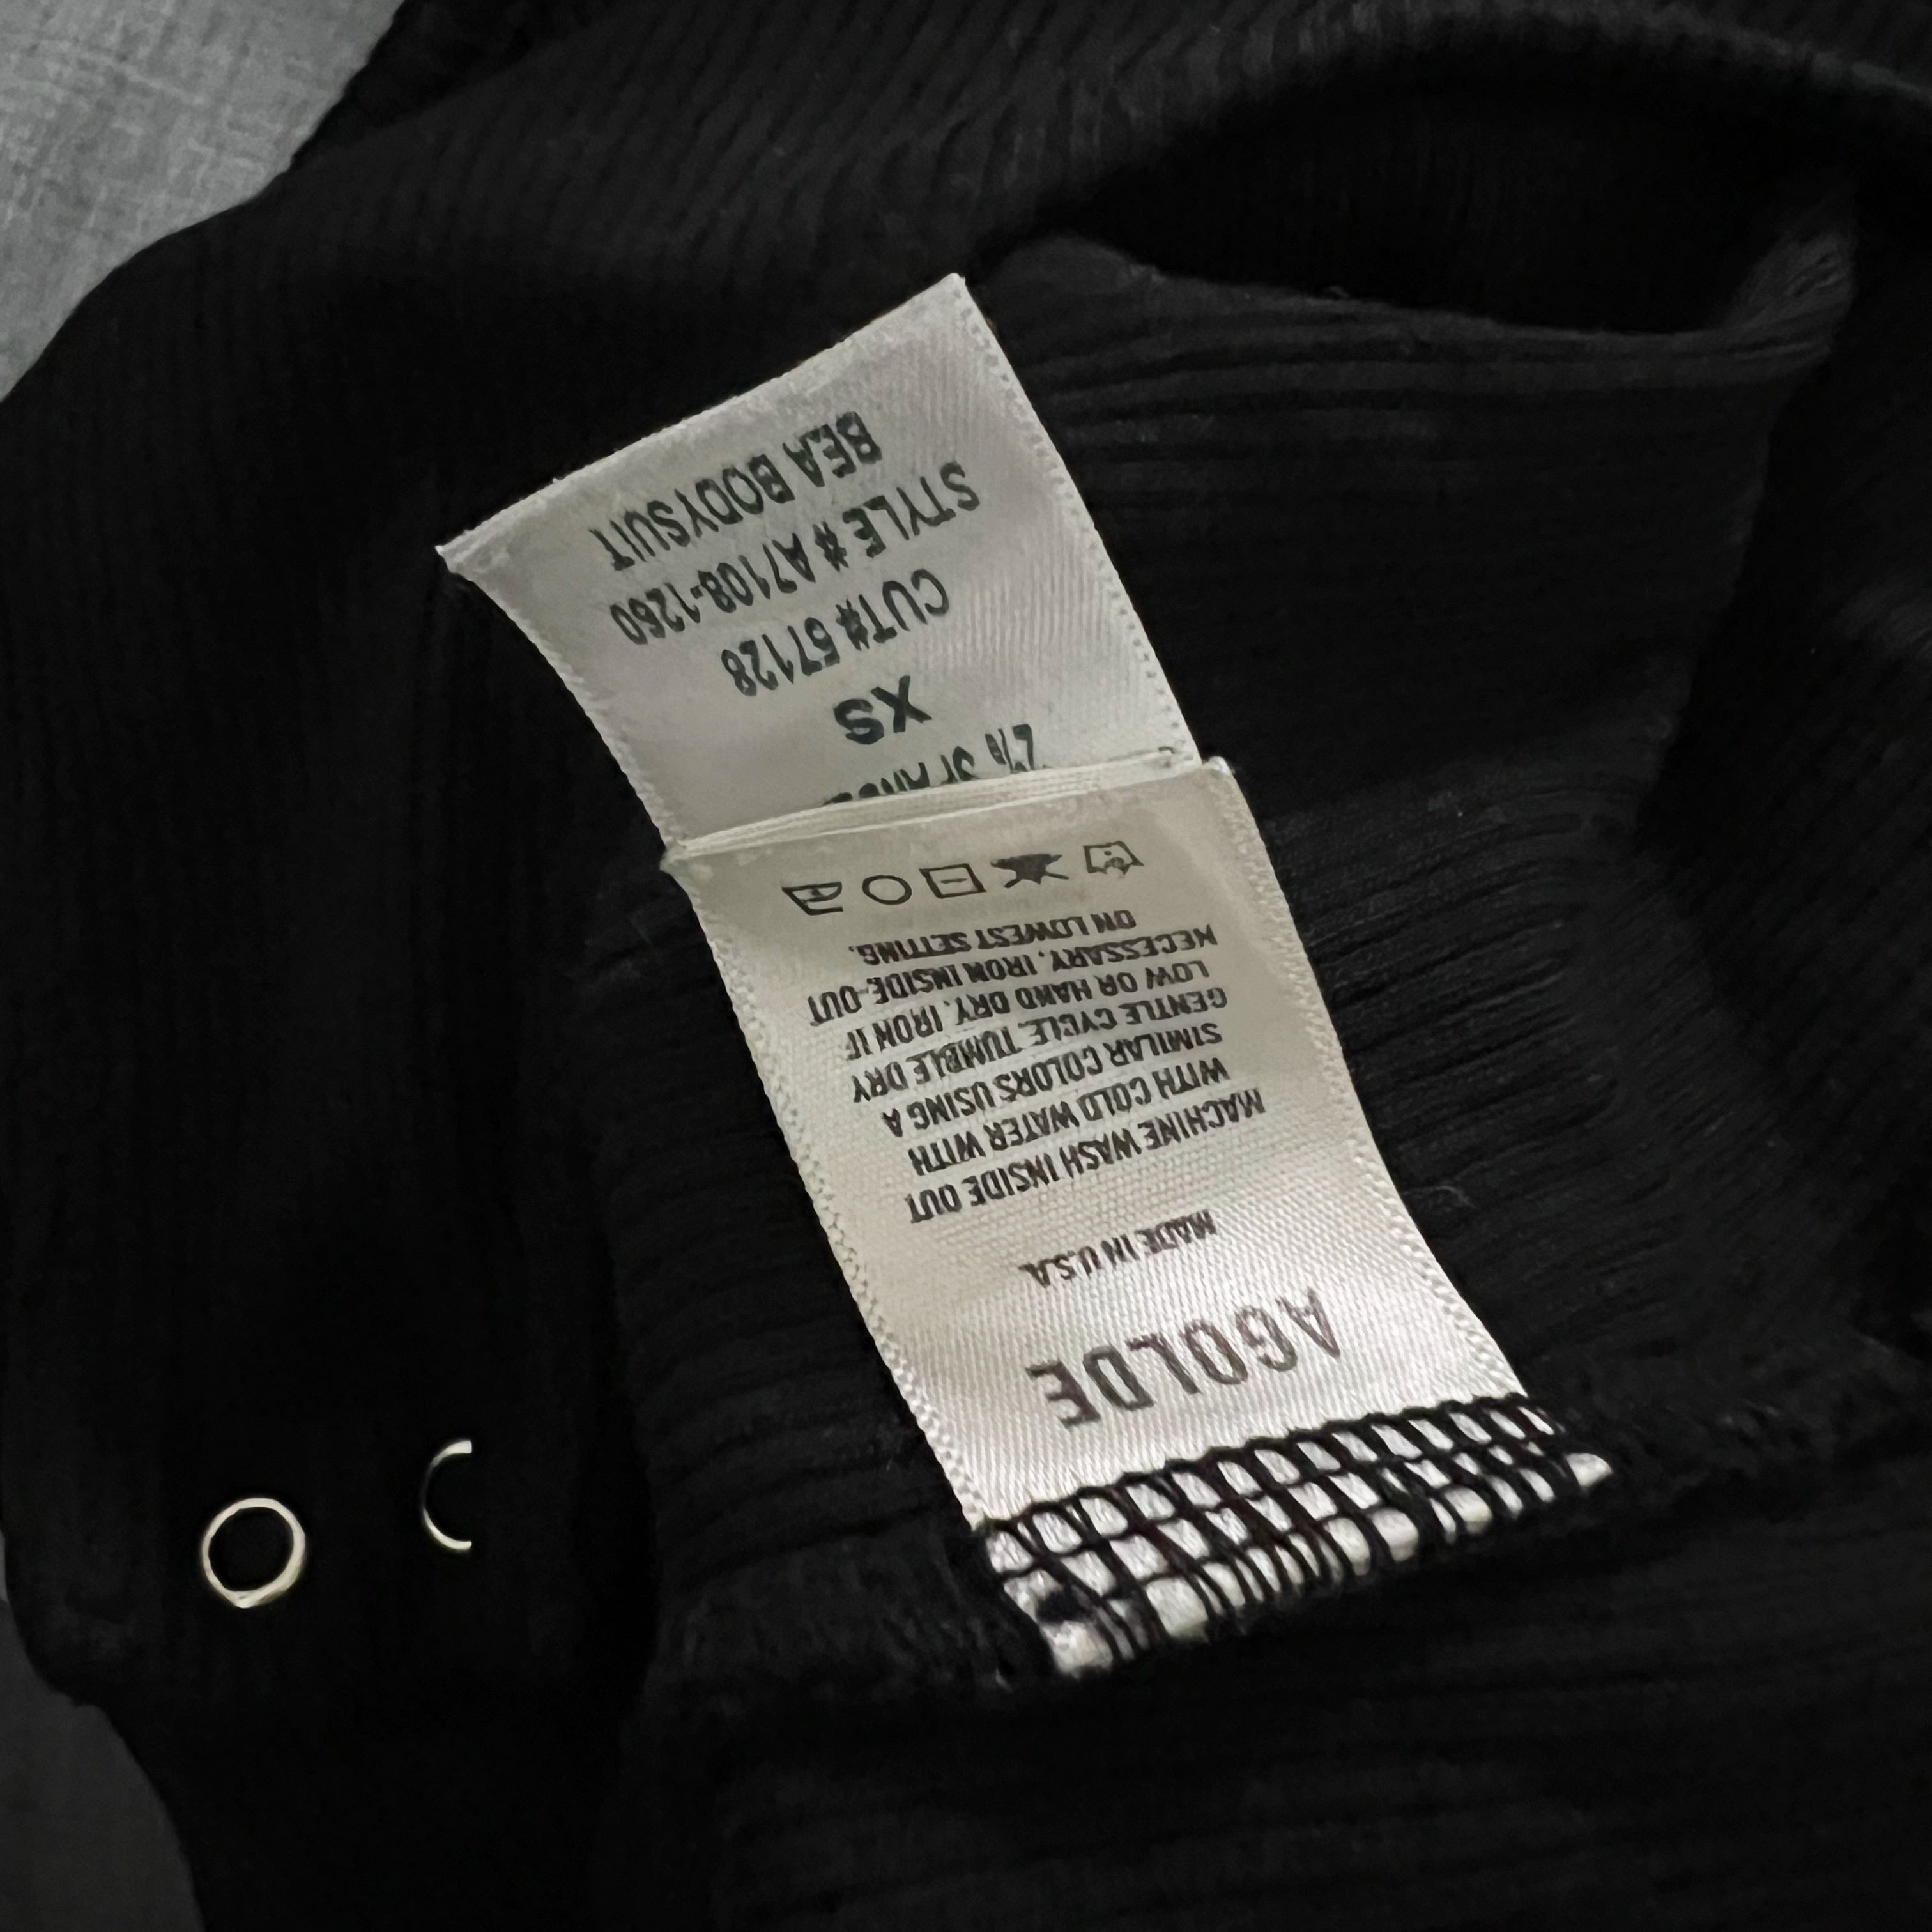 AGOLDE
MADE IN U.S.A.
MACHINE WASH INSIDE OUT
WITH COLD WATER WITH
SIMILAR COLORS USING A
GENTLE CYCLE. TUMBLE DRY
LOW OR HAND DRY. IRON IF
NECESSARY. IRON INSIDE-OUT
ON LOWEST SETTING.
2%
XS
CUT# 57128
STYLE # A7108-1260
BEA BODYSUIT